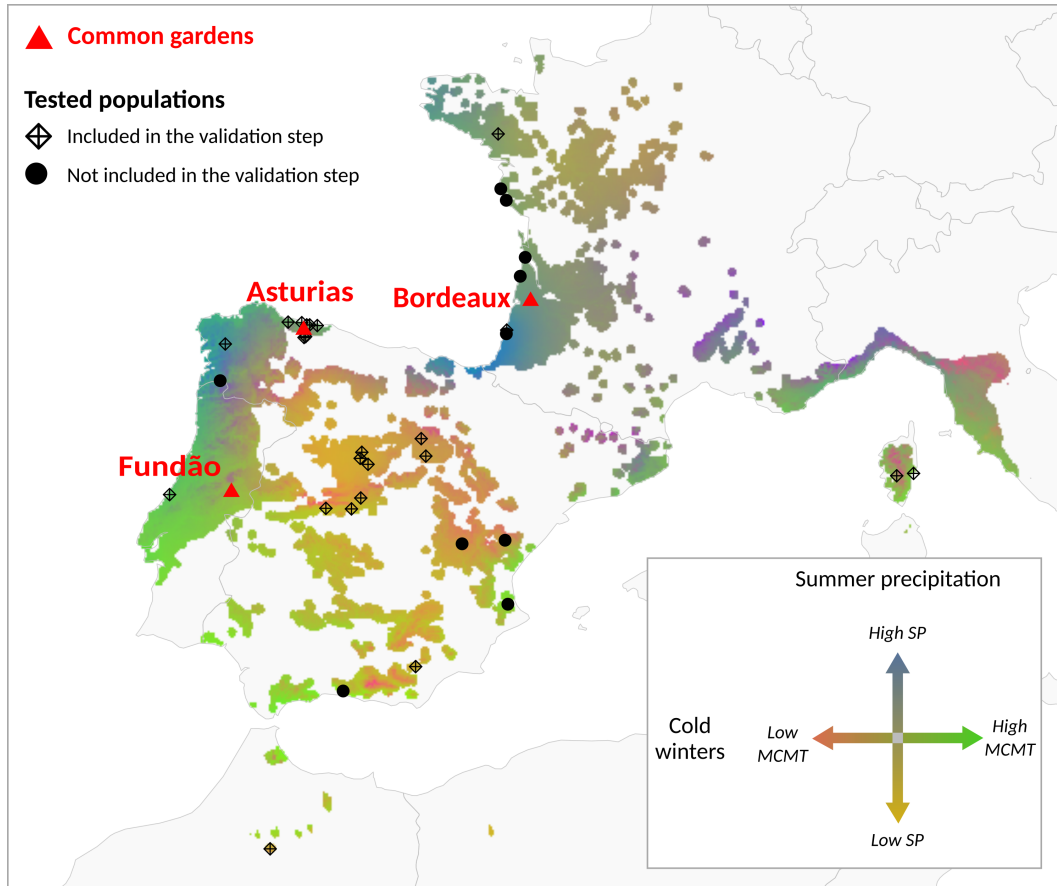 Common gardens
Tested populations
Included in the validation step
Not included in the validation step
Asturias
Bordeaux
Fundão
Summer precipitation
High SP
Cold
winters
Low
MCMT
High
MCMT
Low SP